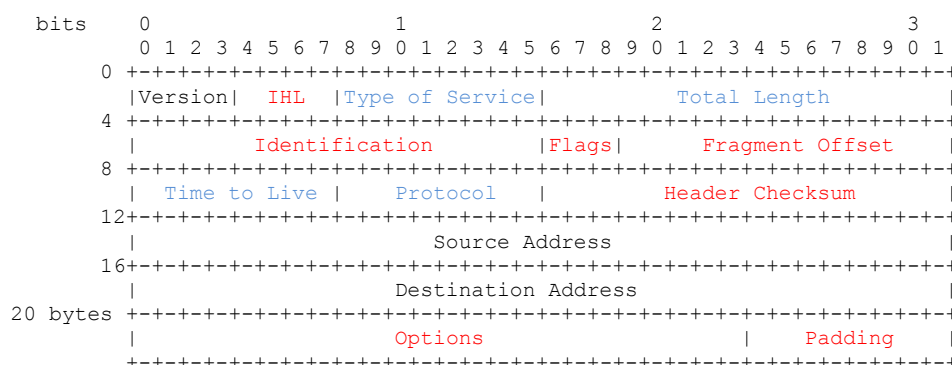 bits 0 1 2 3
0 1 2 3 4 5 6 7 8 9 0 1 2 3 4 5 6 7 8 9 0 1 2 3 4 5 6 7 8 9 0 1
0 +-+-+-+-+-+-+-+-+-+-+-+-+-+-+-+-+-+-+-+-+-+-+-+-+-+-+-+-+-+-+-+-+
|Version| IHL |Type of Service| Total Length |
4 +-+-+-+-+-+-+-+-+-+-+-+-+-+-+-+-+-+-+-+-+-+-+-+-+-+-+-+-+-+-+-+-+
| Identification |Flags| Fragment Offset |
8 +-+-+-+-+-+-+-+-+-+-+-+-+-+-+-+-+-+-+-+-+-+-+-+-+-+-+-+-+-+-+-+-+
| Time to Live | Protocol | Header Checksum |
12+-+-+-+-+-+-+-+-+-+-+-+-+-+-+-+-+-+-+-+-+-+-+-+-+-+-+-+-+-+-+-+-+
| Source Address |
16+-+-+-+-+-+-+-+-+-+-+-+-+-+-+-+-+-+-+-+-+-+-+-+-+-+-+-+-+-+-+-+-+
| Destination Address |
20 bytes +-+-+-+-+-+-+-+-+-+-+-+-+-+-+-+-+-+-+-+-+-+-+-+-+-+-+-+-+-+-+-+-+
| Options | Padding |
+-+-+-+-+-+-+-+-+-+-+-+-+-+-+-+-+-+-+-+-+-+-+-+-+-+-+-+-+-+-+-+-+